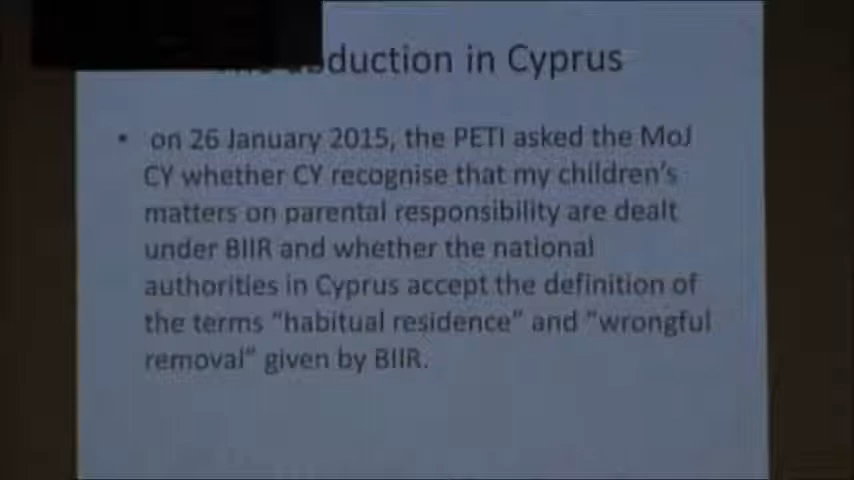 abduction in Cyprus
• on 26 January 2015, the PETI asked the MoJ
CY whether CY recognise that my children's
matters on parental responsibility are dealt
under BIIR and whether the national
authorities in Cyprus accept the definition of
the terms "habitual residence" and "wrongful
removal" given by BIIR.